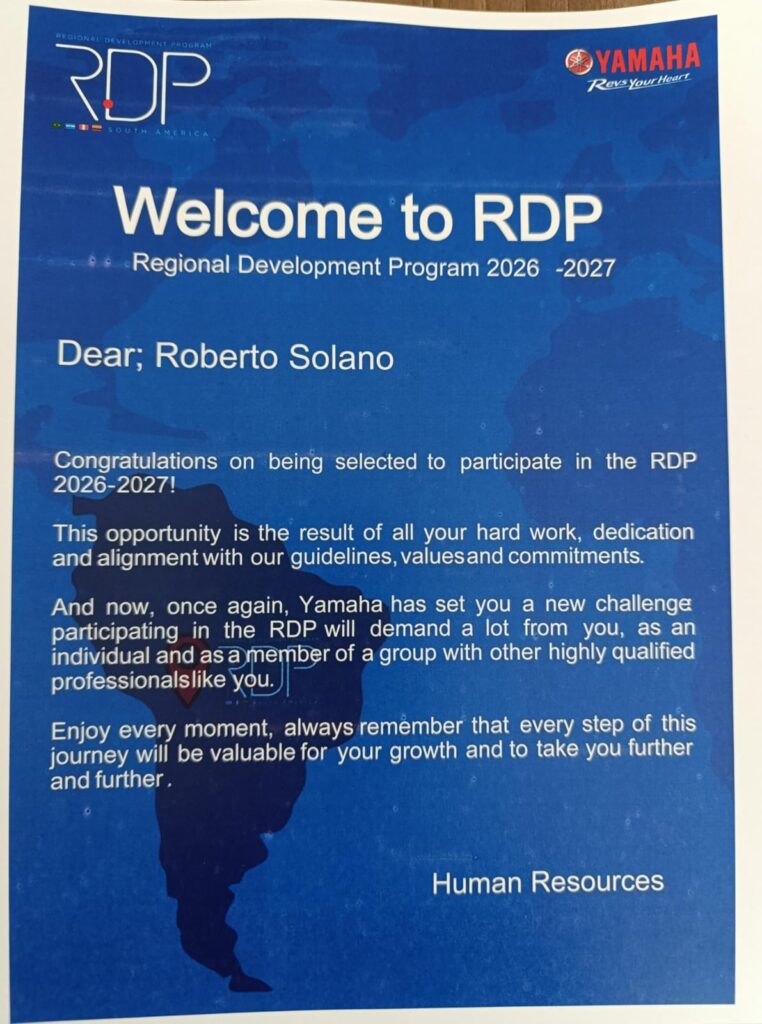 REGIONAL DEVELOPMENT PROGRAM
RDP
SOUTH AMERICA
YAMAHA
Revs Your Heart
Welcome to RDP
Regional Development Program 2026 -2027
Dear; Roberto Solano
Congratulations on being selected to participate in the RDP
2026-2027!
This opportunity is the result of all your hard work, dedication
and alignment with our guidelines, values and commitments.
And now, once again, Yamaha has set you a new challenge:
participating in the RDP will demand a lot from you, as an
individual and as a member of a group with other highly qualified
professionals like you.
RDP
Enjoy every moment, always remember that every step of this
journey will be valuable for your growth and to take you further
and further.
Human Resources